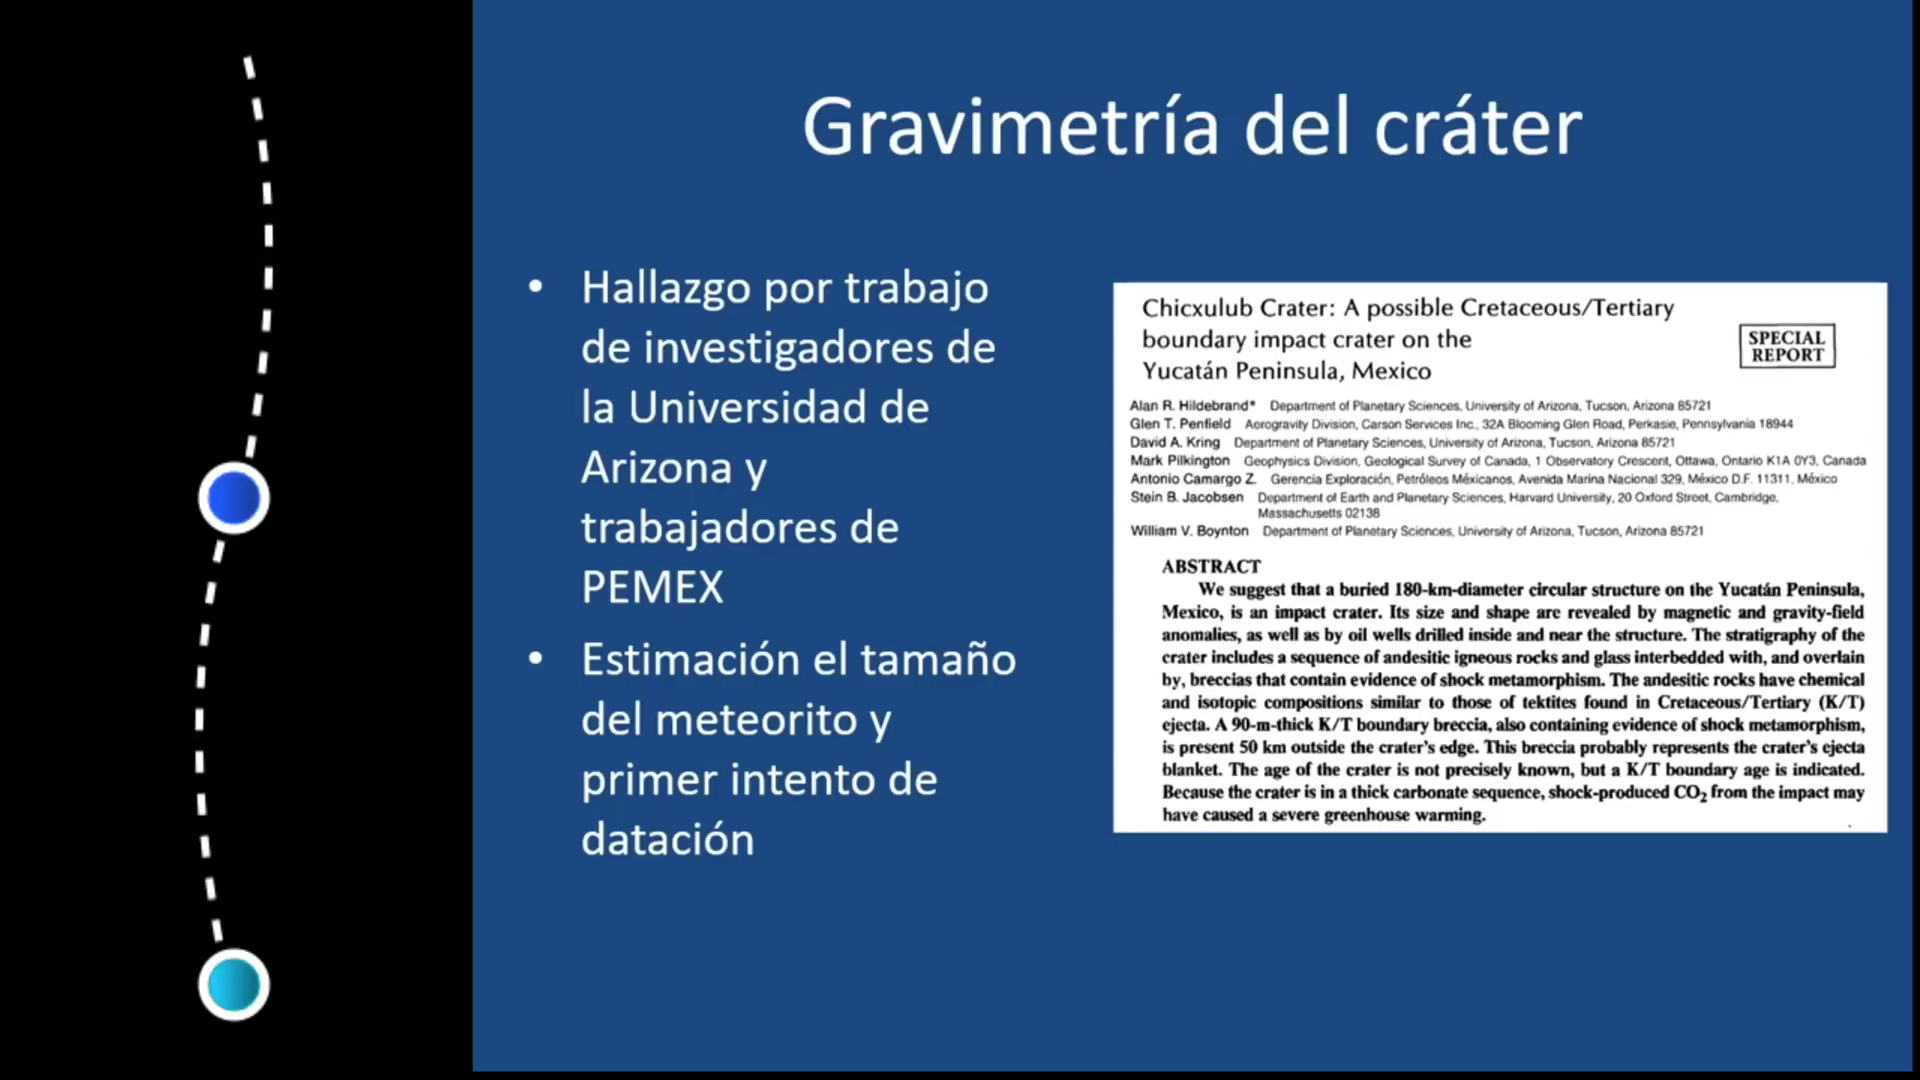 Gravimetría del cráter
• Hallazgo por trabajo
de investigadores de
la Universidad de
Arizona y
trabajadores de
PEMEX
• Estimación el tamaño
del meteorito y
primer intento de
datación
Chicxulub Crater: A possible Cretaceous/Tertiary
boundary impact crater on the
Yucatán Peninsula, Mexico
SPECIAL
REPORT
Alan R. Hildebrand* Department of Planetary Sciences, University of Arizona, Tucson, Arizona 85721
Glen T. Penfield Aerogravity Division, Carson Services Inc., 32A Blooming Glen Road, Perkasie, Pennsylvania 18944
David A. Kring Department of Planetary Sciences, University of Arizona, Tucson, Arizona 85721
Mark Pilkington Geophysics Division, Geological Survey of Canada, 1 Observatory Crescent, Ottawa, Ontario K1A 0Y3, Canada
Antonio Camargo Z. Gerencia Exploración, Petróleos Méxicanos, Avenida Marina Nacional 329, México D.F. 11311, México
Stein B. Jacobsen Department of Earth and Planetary Sciences, Harvard University, 20 Oxford Street, Cambridge,
Massachusetts 02138
William V. Boynton Department of Planetary Sciences, University of Arizona, Tucson, Arizona 85721
ABSTRACT
We suggest that a buried 180-km-diameter circular structure on the Yucatán Peninsula,
Mexico, is an impact crater. Its size and shape are revealed by magnetic and gravity-field
anomalies, as well as by oil wells drilled inside and near the structure. The stratigraphy of the
crater includes a sequence of andesitic igneous rocks and glass interbedded with, and overlain
by, breccias that contain evidence of shock metamorphism. The andesitic rocks have chemical
and isotopic compositions similar to those of tektites found in Cretaceous/Tertiary (K/T)
ejecta. A 90-m-thick K/T boundary breccia, also containing evidence of shock metamorphism,
is present 50 km outside the crater's edge. This breccia probably represents the crater's ejecta
blanket. The age of the crater is not precisely known, but a K/T boundary age is indicated.
Because the crater is in a thick carbonate sequence, shock-produced CO₂ from the impact may
have caused a severe greenhouse warming.